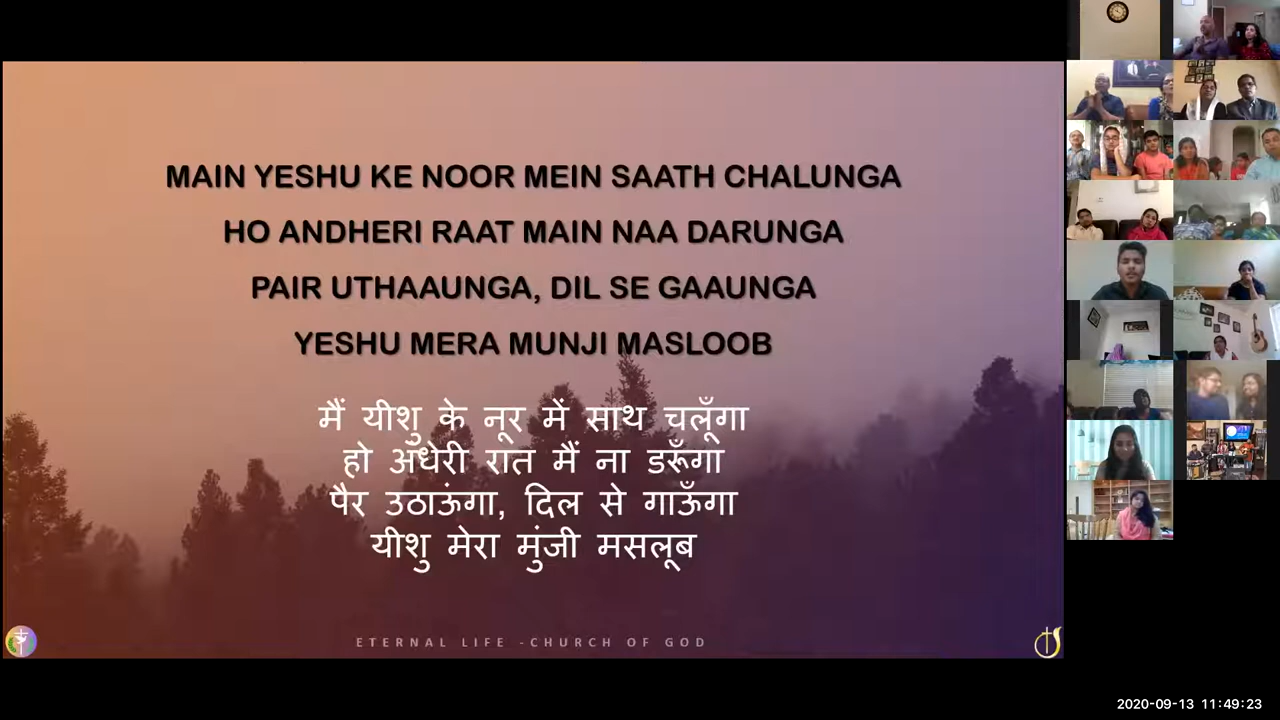 MAIN YESHU KE NOOR MEIN SAATH CHALUNGA
HO ANDHERI RAAT MAIN NAA DARUNGA
PAIR UTHAAUNGA, DIL SE GAAUNGA
YESHU MERA MUNJI MASLOOB
मैं यीशु के नूर में साथ चलूँगा
हो अंधेरी रात मैं ना डरूँगा
पैर उठाऊंगा, दिल से गाऊँगा
यीशु मेरा मुंजी मसलूब
ETERNAL LIFE -CHURCH OF GOD
2020-09-13 11:49:23